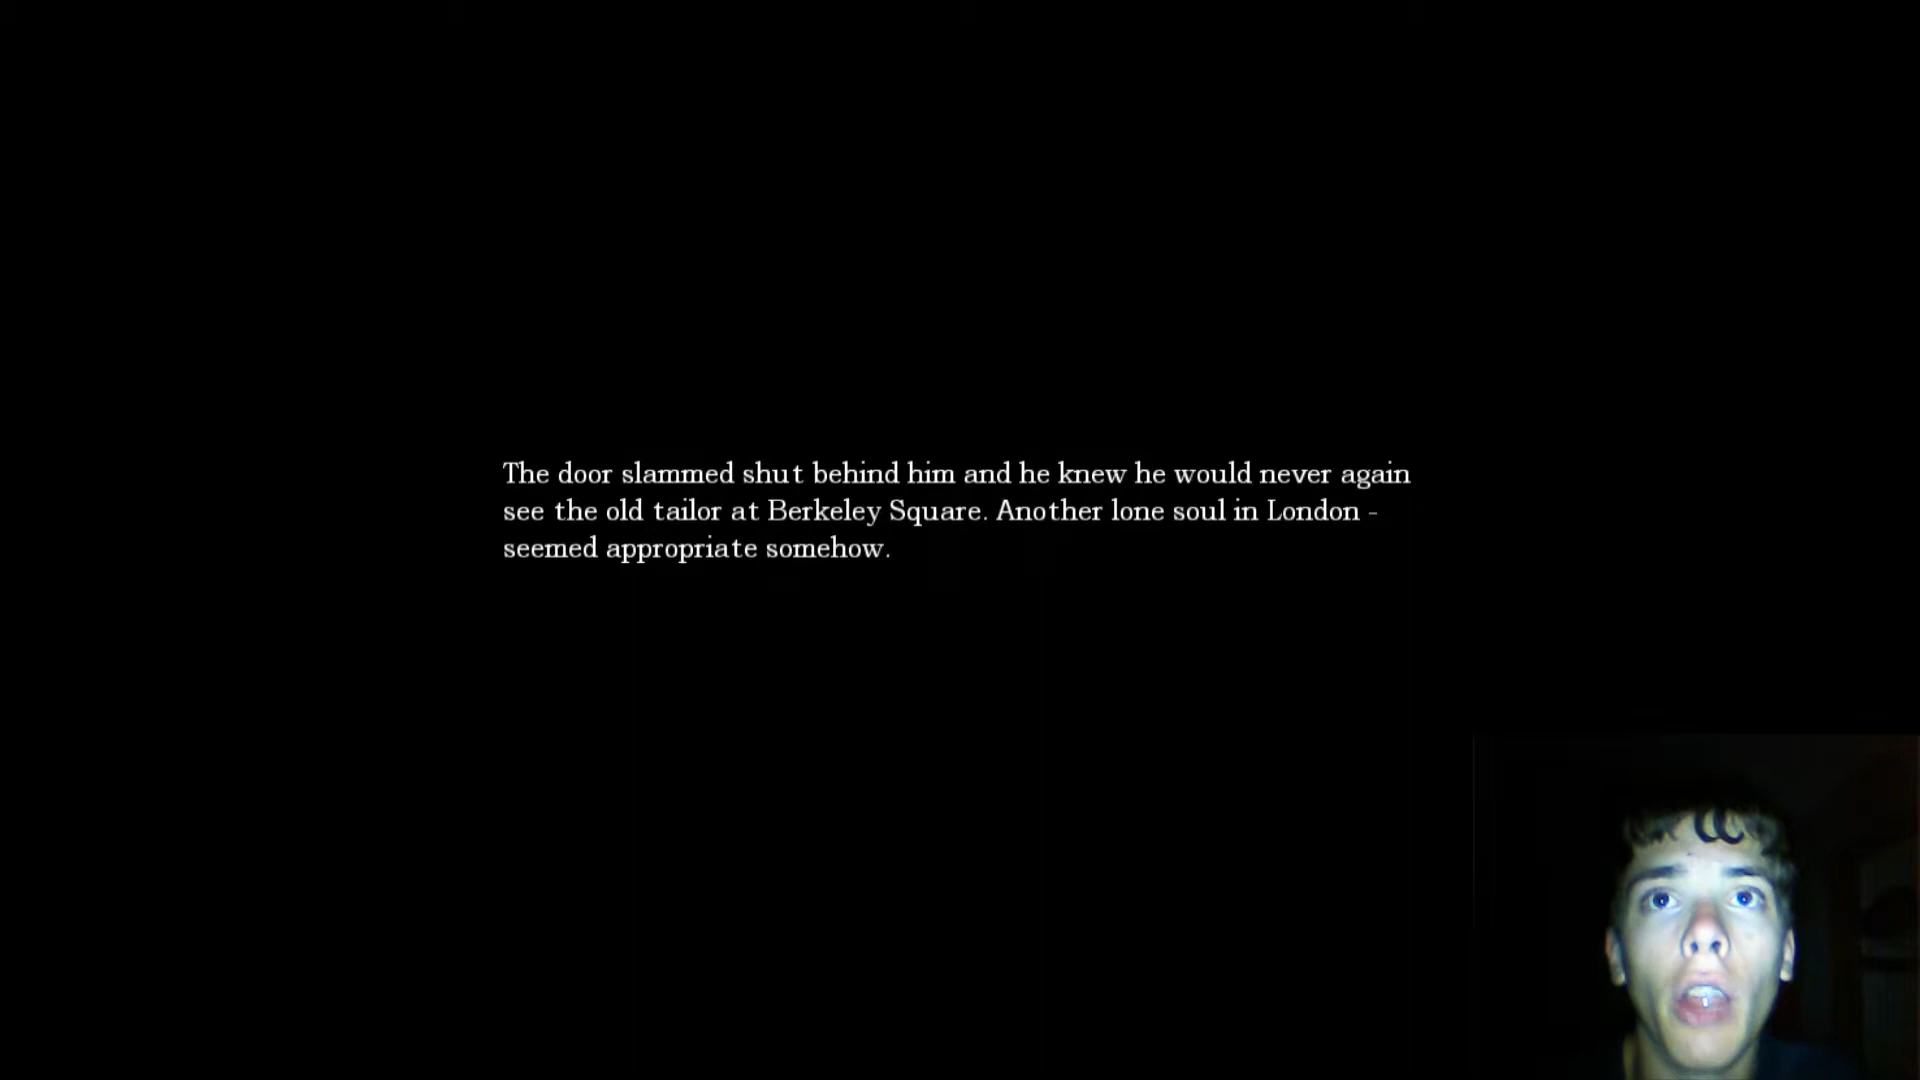 The door slammed shut behind him and he knew he would never again
see the old tailor at Berkeley Square. Another lone soul in London -
seemed appropriate somehow.